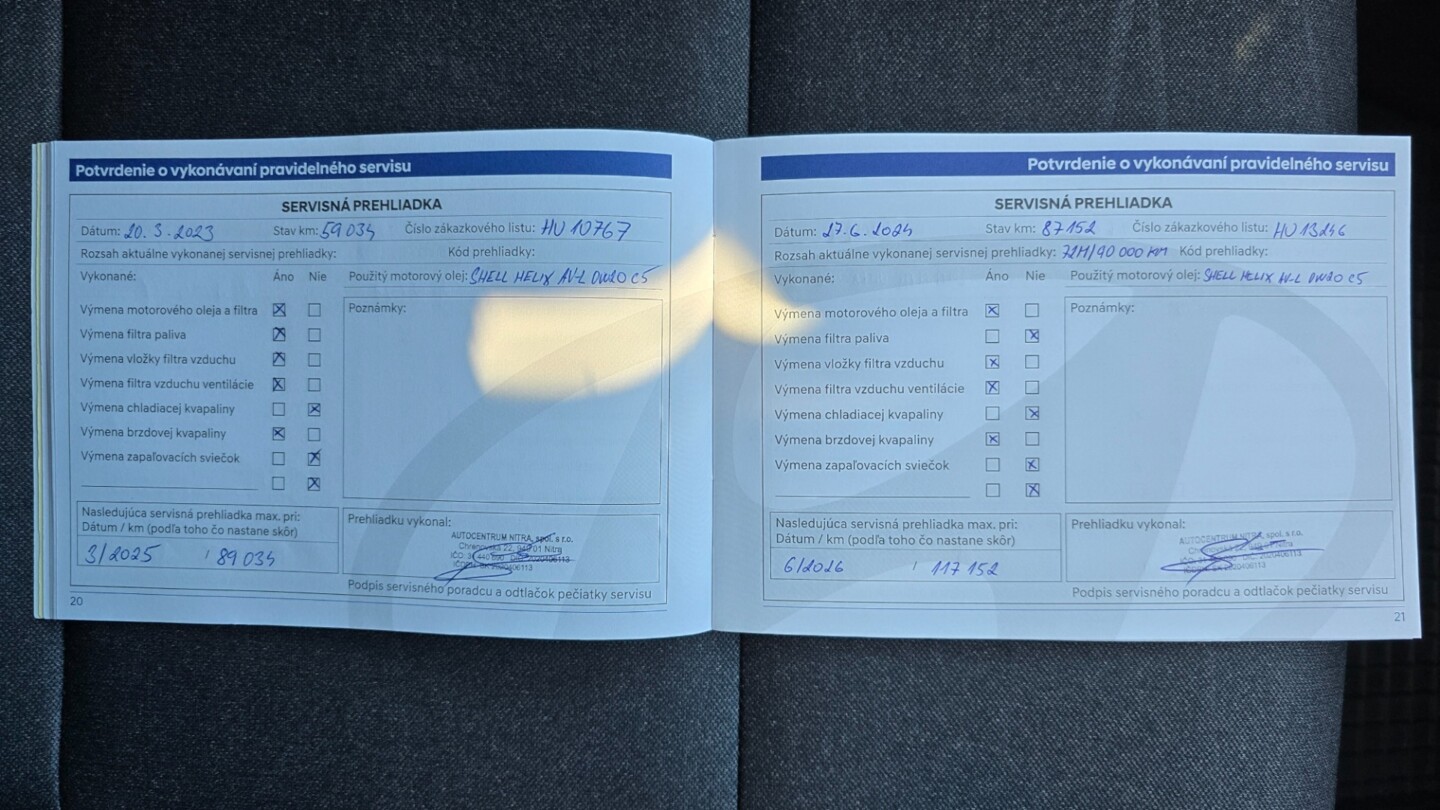 Potvrdenie o vykonávaní pravidelného servisu
SERVISNÁ PREHLIADKA
Dátum: 20. 3. 2023 Stav km: 59 034 Číslo zákazkového listu: HU 10767
Rozsah aktuálne vykonanej servisnej prehliadky: Kód prehliadky:
Vykonané: Áno Nie Použitý motorový olej: SHELL HELIX AV-L 0W20 C5
Výmena motorového oleja a filtra Poznámky:
Výmena filtra paliva
Výmena vložky filtra vzduchu
Výmena filtra vzduchu ventilácie
Výmena chladiacej kvapaliny
Výmena brzdovej kvapaliny
Výmena zapaľovacích sviečok
Nasledujúca servisná prehliadka max. pri:
Dátum / km (podľa toho čo nastane skôr)
3/2025 / 89 034
Prehliadku vykonal:
AUTOCENTRUM NITRA, spol. s r.o.
Chrenovská 22, 949 01 Nitra
Podpis servisného poradcu a odtlačok pečiatky servisu
20
Potvrdenie o vykonávaní pravidelného servisu
SERVISNÁ PREHLIADKA
Dátum: 27. 6. 2024 Stav km: 87 152 Číslo zákazkového listu: HU 13246
Rozsah aktuálne vykonanej servisnej prehliadky: 72M/90 000 KM Kód prehliadky:
Vykonané: Áno Nie Použitý motorový olej: SHELL HELIX AV-L 0W20 C5
Výmena motorového oleja a filtra Poznámky:
Výmena filtra paliva
Výmena vložky filtra vzduchu
Výmena filtra vzduchu ventilácie
Výmena chladiacej kvapaliny
Výmena brzdovej kvapaliny
Výmena zapaľovacích sviečok
Nasledujúca servisná prehliadka max. pri:
Dátum / km (podľa toho čo nastane skôr)
6/2026 / 117 152
Prehliadku vykonal:
AUTOCENTRUM NITRA, spol. s r.o.
Podpis servisného poradcu a odtlačok pečiatky servisu
21